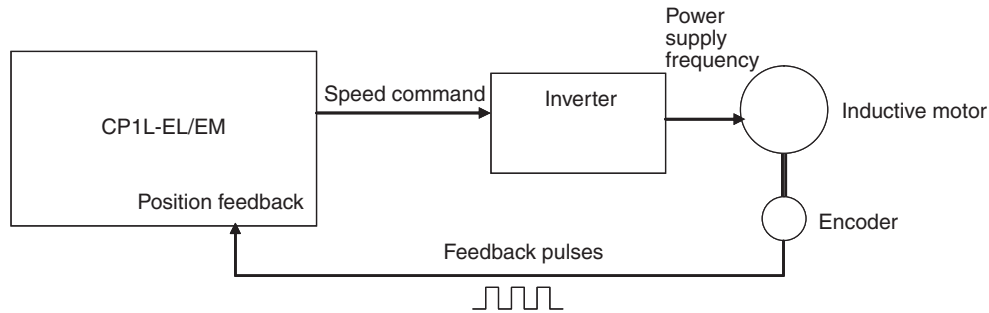 Power
supply
frequency
Speed command
Inverter
CP1L-EL/EM
Inductive motor
Position feedback
Encoder
Feedback pulses